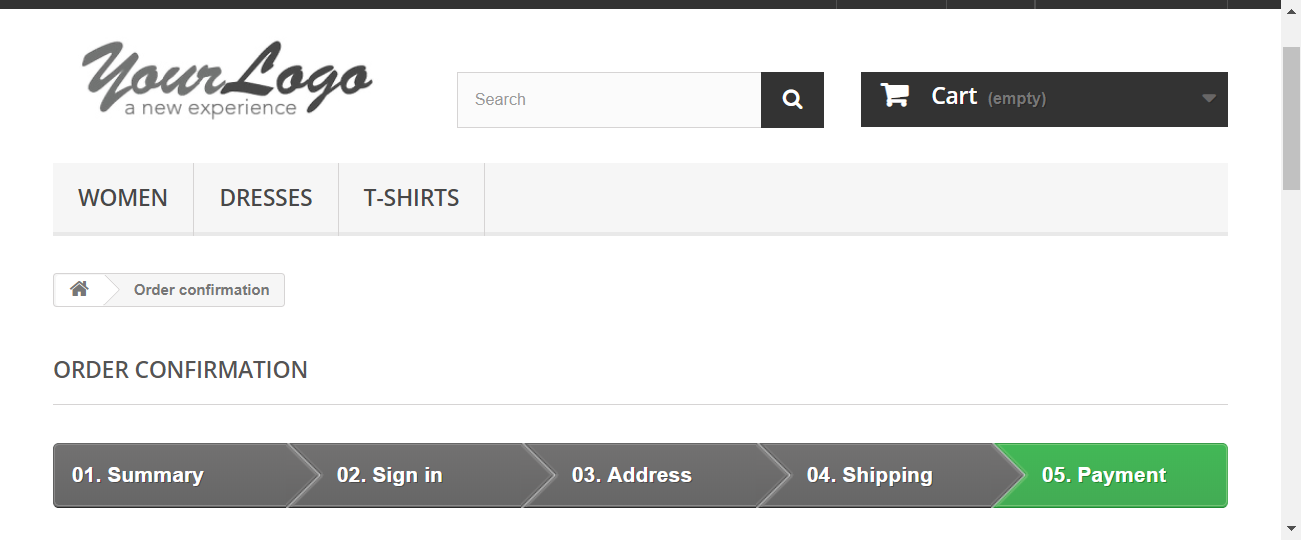 YourLogo
a new experience
Search
Cart (empty)
WOMEN DRESSES T-SHIRTS
Order confirmation
ORDER CONFIRMATION
01. Summary 02. Sign in 03. Address 04. Shipping 05. Payment